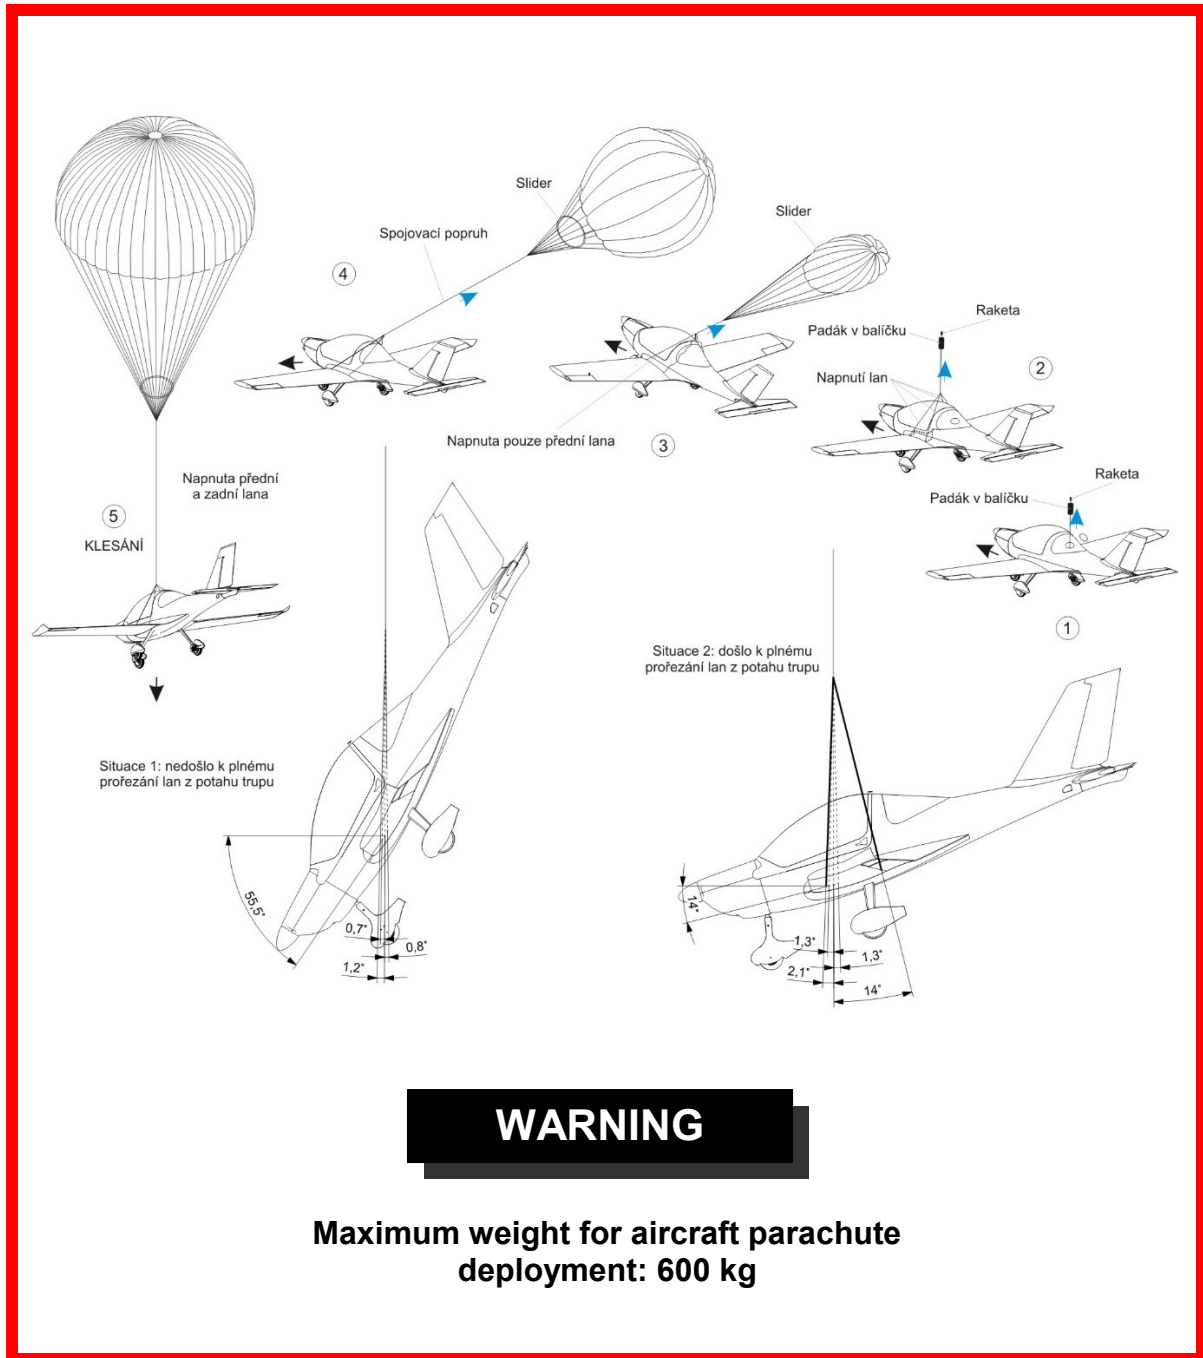 Slider
Spojovací popruh
4
Slider
Raketa
Padák v balíčku
Napnutí lan
2
Napnuta pouze přední lana
3
Raketa
Padák v balíčku
1
Napnuta přední
a zadní lana
5
KLESÁNÍ
Situace 1: nedošlo k plnému
prořezání lan z potahu trupu
55,5°
0,7°
0,8°
1,2°
Situace 2: došlo k plnému
prořezání lan z potahu trupu
14°
1,3°
1,3°
2,1°
14°
WARNING
Maximum weight for aircraft parachute
deployment: 600 kg